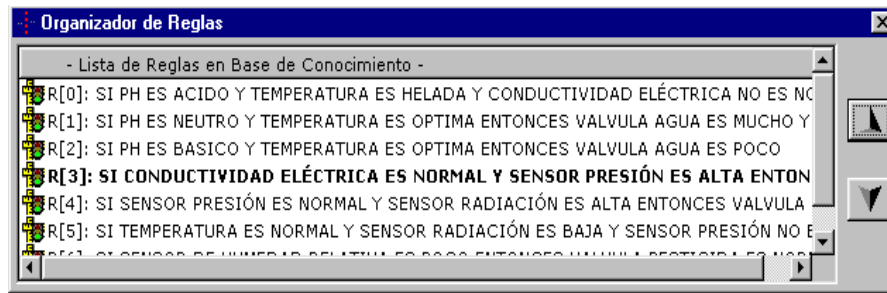 Organizador de Reglas
- Lista de Reglas en Base de Conocimiento -
R[0]: SI PH ES ACIDO Y TEMPERATURA ES HELADA Y CONDUCTIVIDAD ELÉCTRICA NO ES
R[1]: SI PH ES NEUTRO Y TEMPERATURA ES OPTIMA ENTONCES VALVULA AGUA ES MUCHO Y
R[2]: SI PH ES BASICO Y TEMPERATURA ES OPTIMA ENTONCES VALVULA AGUA ES POCO
R[3]: SI CONDUCTIVIDAD ELÉCTRICA ES NORMAL Y SENSOR PRESIÓN ES ALTA ENTON
R[4]: SI SENSOR PRESIÓN ES NORMAL Y SENSOR RADIACIÓN ES ALTA ENTONCES VALVULA
R[5]: SI TEMPERATURA ES NORMAL Y SENSOR RADIACIÓN ES BAJA Y SENSOR PRESIÓN NO